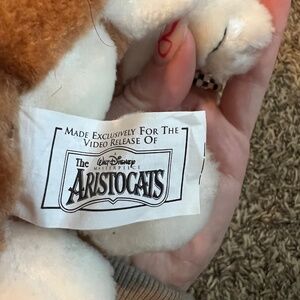 MADE EXCLUSIVELY FOR THE
VIDEO RELEASE OF
Walt Disney
MASTERPIECE
The
ARISTOCATS